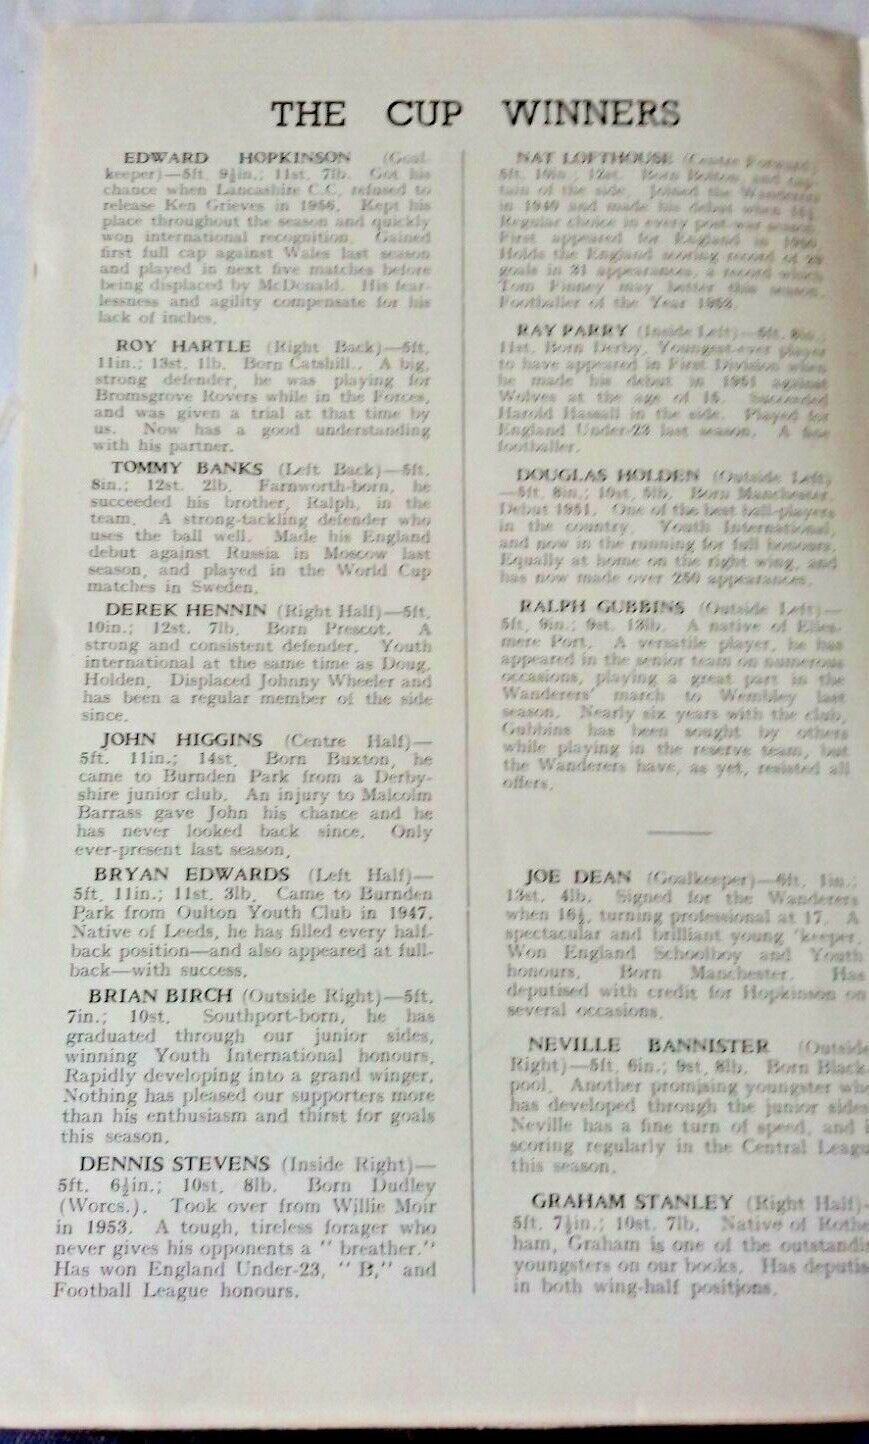 THE CUP WINNERS
EDWARD HOPKINSON (Goal-
keeper)—5ft. 9½in.; 11st. 7lb. Got his
chance when Lancashire C.C. refused to
release Ken Grieves in 1956. Kept his
place throughout the season and quickly
won international recognition. Gained
first full cap against Wales last season
and played in next five matches before
being displaced by McDonald. His fear-
lessness and agility compensate for his
lack of inches.
ROY HARTLE (Right Back)—5ft.
11in.; 13st. 1lb. Born Catshill.. A big,
strong defender, he was playing for
Bromsgrove Rovers while in the Forces,
and was given a trial at that time by
us. Now has a good understanding
with his partner.
TOMMY BANKS (Left Back)—5ft.
8in.; 12st. 2lb. Farnworth-born, he
succeeded his brother, Ralph, in the
team. A strong-tackling defender who
uses the ball well. Made his England
debut against Russia in Moscow last
season, and played in the World Cup
matches in Sweden.
DEREK HENNIN (Right Half)—5ft.
10in.; 12st. 7lb. Born Prescot. A
strong and consistent defender. Youth
international at the same time as Doug.
Holden. Displaced Johnny Wheeler and
has been a regular member of the side
since.
JOHN HIGGINS (Centre Half)—
5ft. 11in.; 14st. Born Buxton, he
came to Burnden Park from a Derby-
shire junior club. An injury to Malcolm
Barrass gave John his chance and he
has never looked back since. Only
ever-present last season.
BRYAN EDWARDS (Left Half)—
5ft. 11in.; 11st. 3lb. Came to Burnden
Park from Oulton Youth Club in 1947.
Native of Leeds, he has filled every half-
back position—and also appeared at full-
back—with success.
BRIAN BIRCH (Outside Right)—5ft.
7in.; 10st. Southport-born, he has
graduated through our junior sides,
winning Youth International honours.
Rapidly developing into a grand winger.
Nothing has pleased our supporters more
than his enthusiasm and thirst for goals
this season.
DENNIS STEVENS (Inside Right)—
5ft. 6½in.; 10st. 8lb. Born Dudley
(Worcs.). Took over from Willie Moir
in 1953. A tough, tireless forager who
never gives his opponents a " breather."
Has won England Under-23, " B," and
Football League honours.
NAT LOFTHOUSE (Centre Forward)
5ft. 10in.; 12st. Born Bolton, and cap-
tain of the side. Joined the Wanderers
in 1940 and made his debut when
Regular choice in every post-war season.
First appeared for England in 1950.
Holds the England scoring record of 29
goals in 31 appearances, a record which
Tom Finney may better this season.
Footballer of the Year 1953.
RAY PARRY (Inside Left)—5ft. 8in.;
11st. Born Derby. Youngest-ever player
to have appeared in First Division when
he made his debut in 1951 against
Wolves at the age of 15. Succeeded
Harold Hassall in the side. Played for
England Under-23 last season. A fine
footballer.
DOUGLAS HOLDEN (Outside Left)
—5ft. 8in.; 10st. 5lb. Born Manchester.
Debut 1951. One of the best ball-players
in the country. Youth International,
and now in the running for full honours.
Equally at home on the right wing, and
has now made over 250 appearances.
RALPH GUBBINS (Outside Left)—
5ft. 9in.; 9st. 13lb. A native of Elles-
mere Port. A versatile player, he has
appeared in the senior team on numerous
occasions, playing a great part in the
Wanderers' march to Wembley last
season. Nearly six years with the club,
Gubbins has been sought by others
while playing in the reserve team, but
the Wanderers have, as yet, resisted all
offers.
JOE DEAN (Goalkeeper)—6ft. 1in.;
13st. 4lb. Signed for the Wanderers
when 16½, turning professional at 17. A
spectacular and brilliant young 'keeper.
Won England Schoolboy and Youth
honours. Born Manchester. Has
deputised with credit for Hopkinson on
several occasions.
NEVILLE BANNISTER (Outside
Right)—5ft. 6in.; 9st. 8lb. Born Black-
pool. Another promising youngster who
has developed through the junior sides
Neville has a fine turn of speed, and i
scoring regularly in the Central Leagu
this season.
GRAHAM STANLEY (Right Half)-
5ft. 7½in.; 10st. 7lb. Native of Rothe
ham, Graham is one of the outstandin
youngsters on our books. Has deputis
in both wing-half positions.